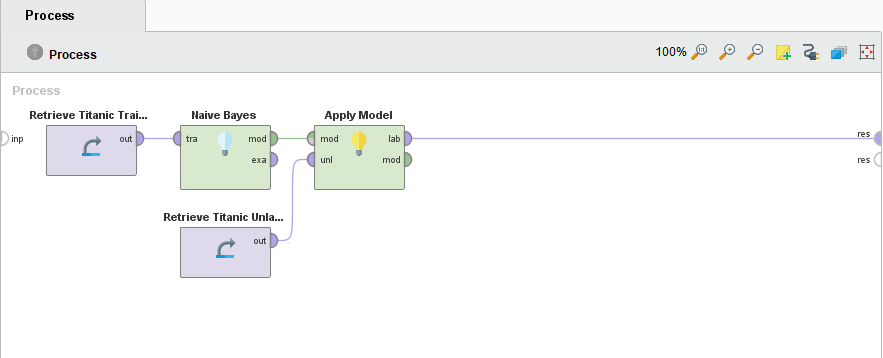 Process
Process
100%
Process
Retrieve Titanic Trai...
Naive Bayes
Apply Model
inp
out
tra
mod
exa
mod
lab
unl
mod
res
res
Retrieve Titanic Unla...
out